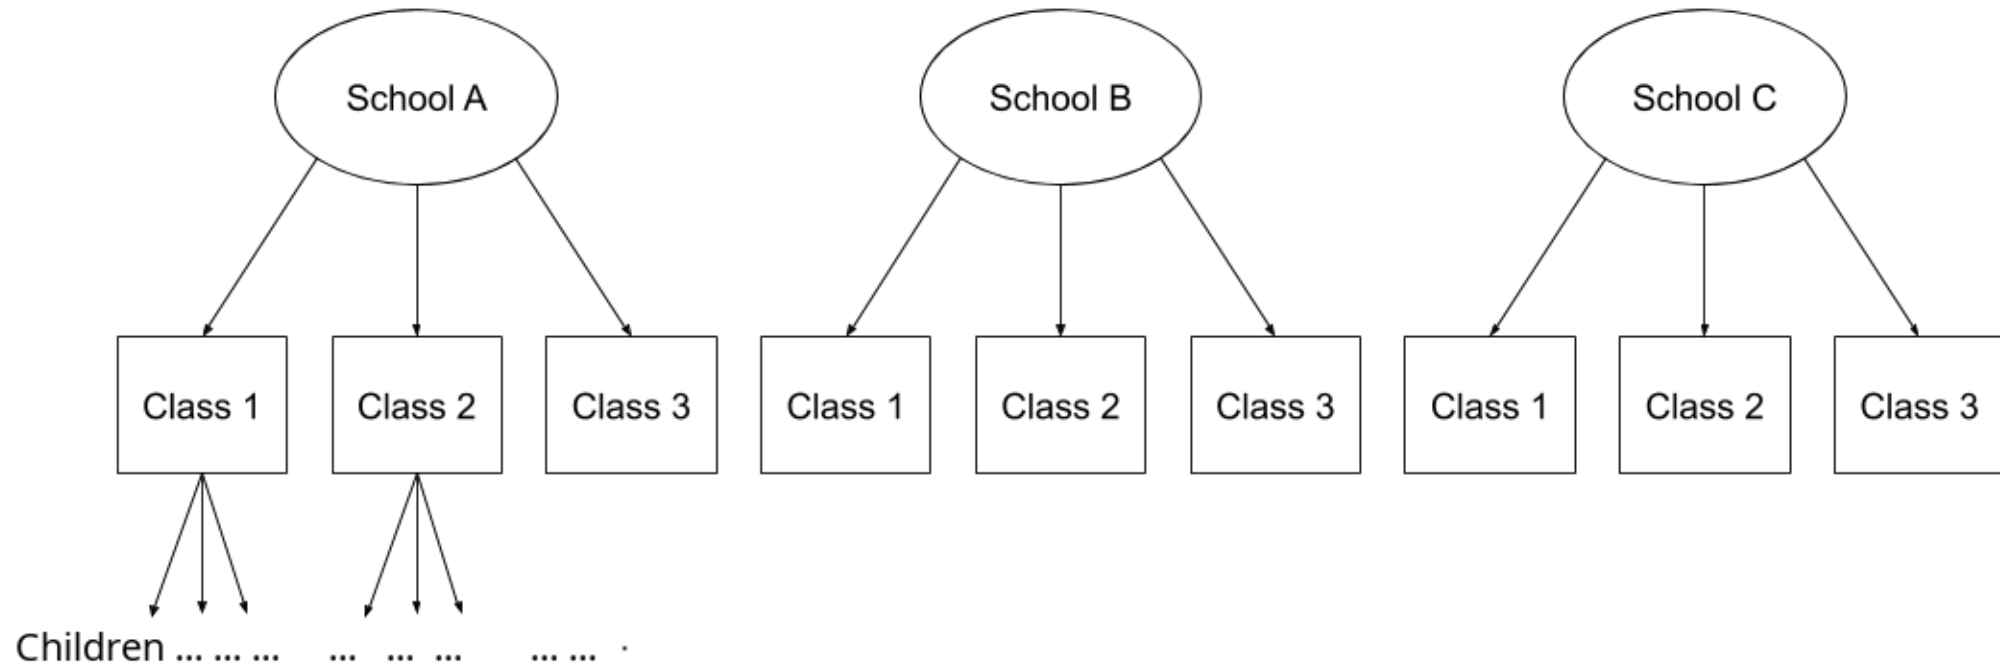 School A School B School C
Class 1 Class 2 Class 3 Class 1 Class 2 Class 3 Class 1 Class 2 Class 3
Children ... ... ... ... ... ... ... ... .